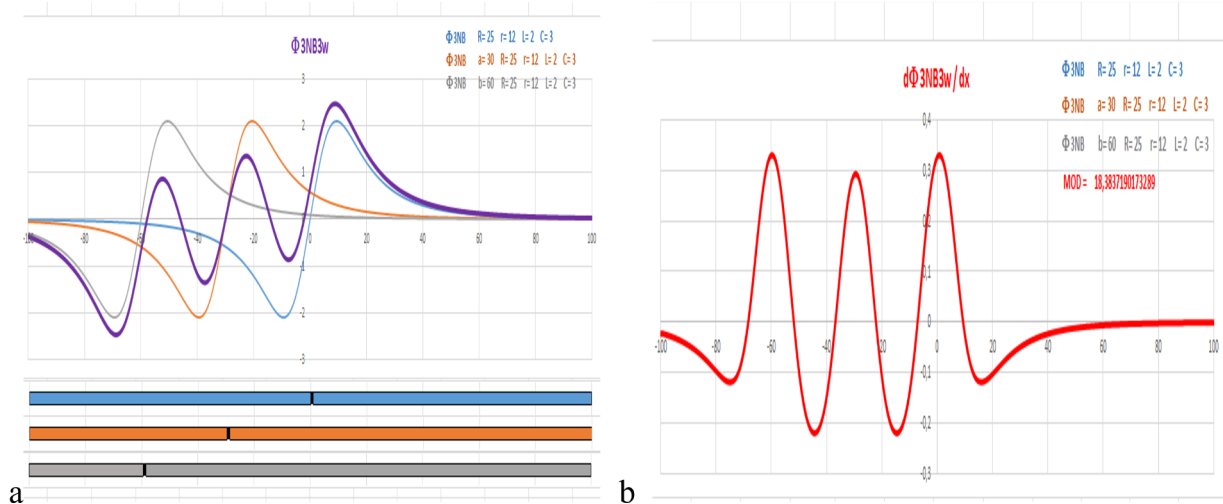 Φ3NB3w
Φ3NB R=25 r=12 L=2 C=3
Φ3NB a=30 R=25 r=12 L=2 C=3
Φ3NB b=60 R=25 r=12 L=2 C=3
3
2
1
-100 -80 -60 -40 -20 0 20 40 60 80 100
-1
-2
-3
a
dΦ3NB3w/dx
Φ3NB R=25 r=12 L=2 C=3
Φ3NB a=30 R=25 r=12 L=2 C=3
Φ3NB b=60 R=25 r=12 L=2 C=3
MOD= 18,3837190173289
0,4
0,3
0,2
0,1
0
-100 -80 -60 -40 -20 0 20 40 60 80 100
-0,1
-0,2
-0,3
b